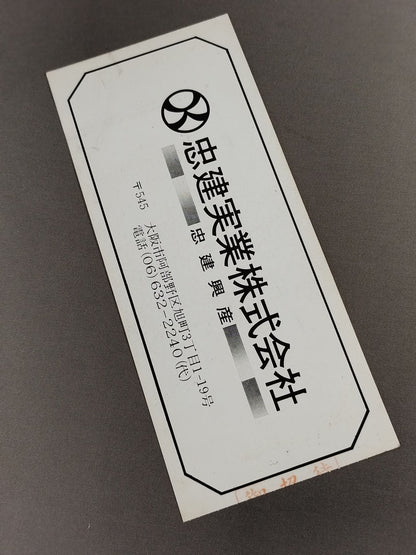 忠建実業株式会社
忠建興産
〒545 大阪市阿部野区旭町3丁目1-19号
電話(06)632-2240(代)